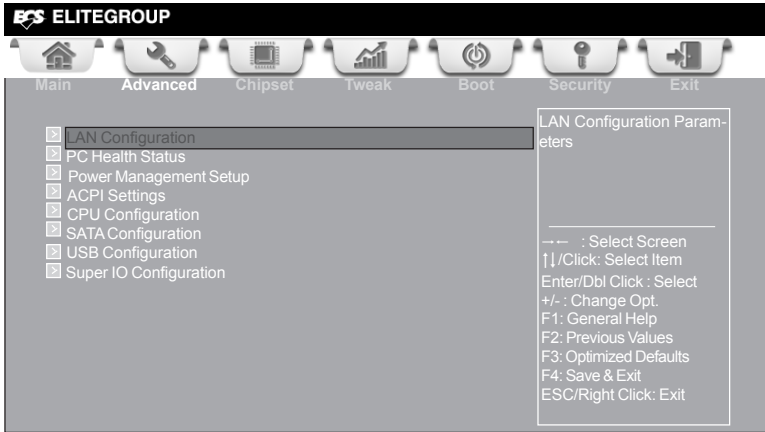 ECS ELITEGROUP
Main Advanced Chipset Tweak Boot Security Exit
LAN Configuration
PC Health Status
Power Management Setup
ACPI Settings
CPU Configuration
SATA Configuration
USB Configuration
Super IO Configuration
LAN Configuration Param-
eters
→← : Select Screen
↑↓/Click: Select Item
Enter/Dbl Click : Select
+/- : Change Opt.
F1: General Help
F2: Previous Values
F3: Optimized Defaults
F4: Save & Exit
ESC/Right Click: Exit